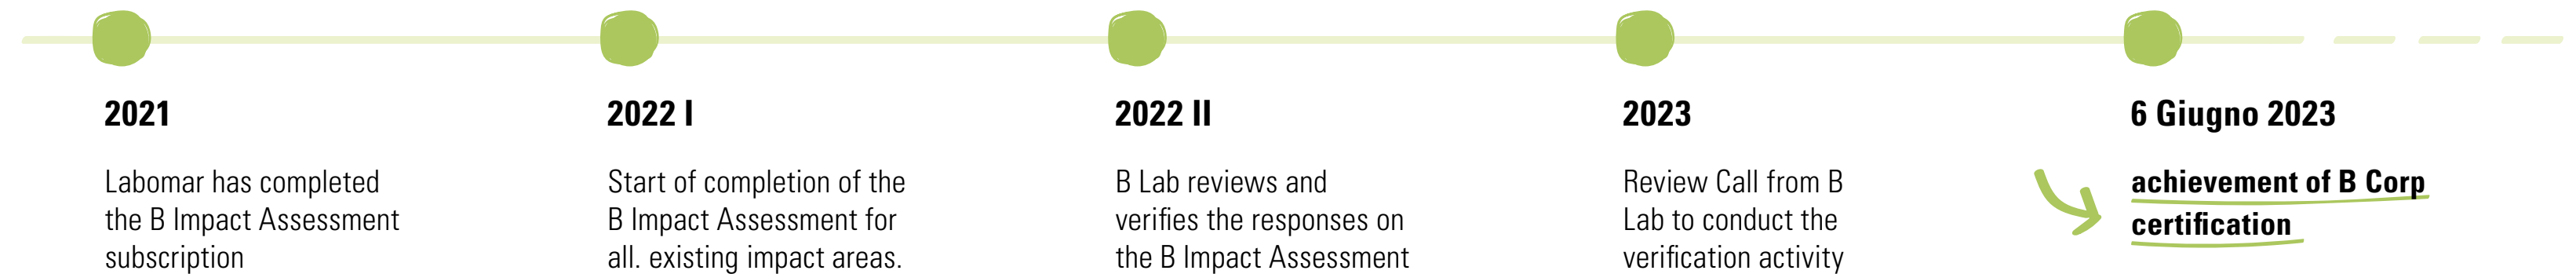 2021
Labomar has completed
the B Impact Assessment
subscription
2022 I
Start of completion of the
B Impact Assessment for
all. existing impact areas.
2022 II
B Lab reviews and
verifies the responses on
the B Impact Assessment
2023
Review Call from B
Lab to conduct the
verification activity
6 Giugno 2023
achievement of B Corp
certification